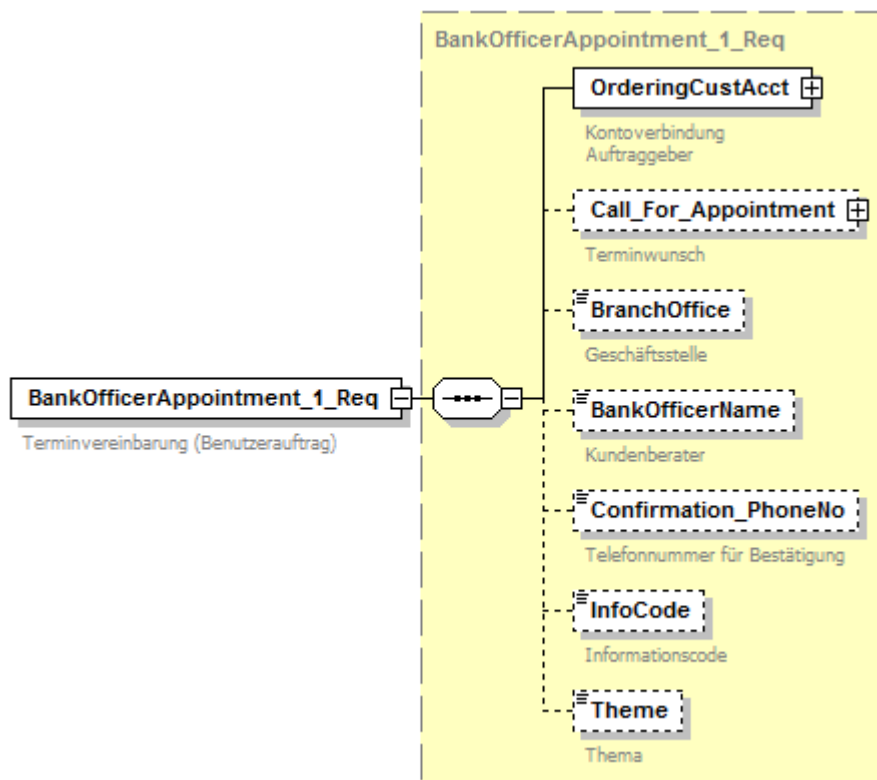 BankOfficerAppointment_1_Req
OrderingCustAcct
Kontoverbindung
Auftraggeber
Call_For_Appointment
Terminwunsch
BranchOffice
Geschäftsstelle
BankOfficerAppointment_1_Req
Terminvereinbarung (Benutzerauftrag)
BankOfficerName
Kundenberater
Confirmation_PhoneNo
Telefonnummer für Bestätigung
InfoCode
Informationscode
Theme
Thema